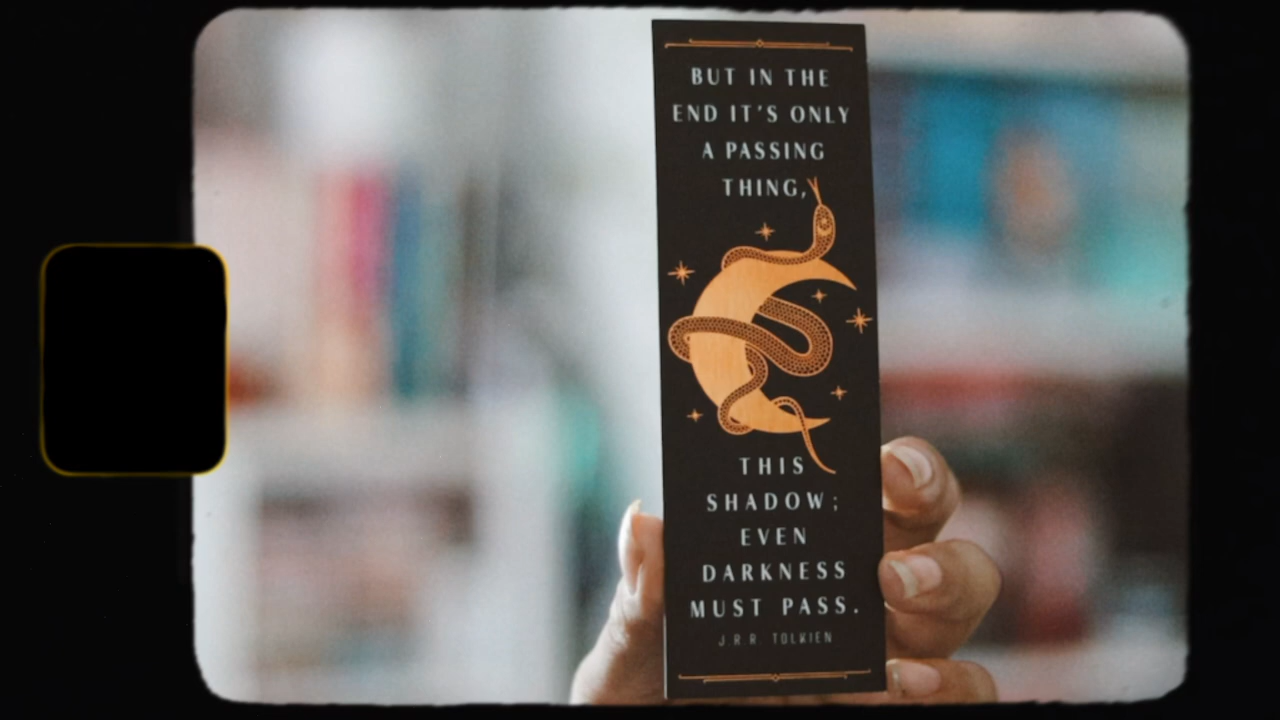 BUT IN THE
END IT'S ONLY
A PASSING
THING,
THIS
SHADOW;
EVEN
DARKNESS
MUST PASS.
J.R.R. TOLKIEN